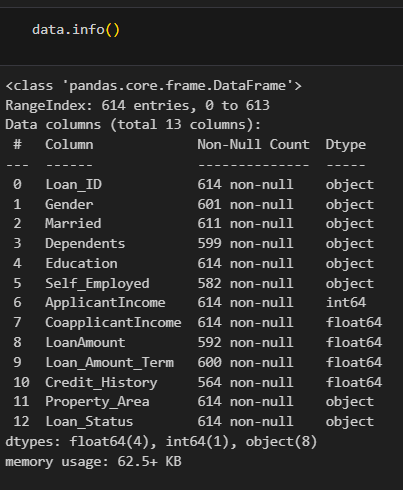 data.info()
<class 'pandas.core.frame.DataFrame'>
RangeIndex: 614 entries, 0 to 613
Data columns (total 13 columns):
 #   Column             Non-Null Count  Dtype
---  ------             --------------  -----
 0   Loan_ID            614 non-null    object
 1   Gender             601 non-null    object
 2   Married            611 non-null    object
 3   Dependents         599 non-null    object
 4   Education          614 non-null    object
 5   Self_Employed      582 non-null    object
 6   ApplicantIncome    614 non-null    int64
 7   CoapplicantIncome  614 non-null    float64
 8   LoanAmount         592 non-null    float64
 9   Loan_Amount_Term   600 non-null    float64
 10  Credit_History     564 non-null    float64
 11  Property_Area      614 non-null    object
 12  Loan_Status        614 non-null    object
dtypes: float64(4), int64(1), object(8)
memory usage: 62.5+ KB